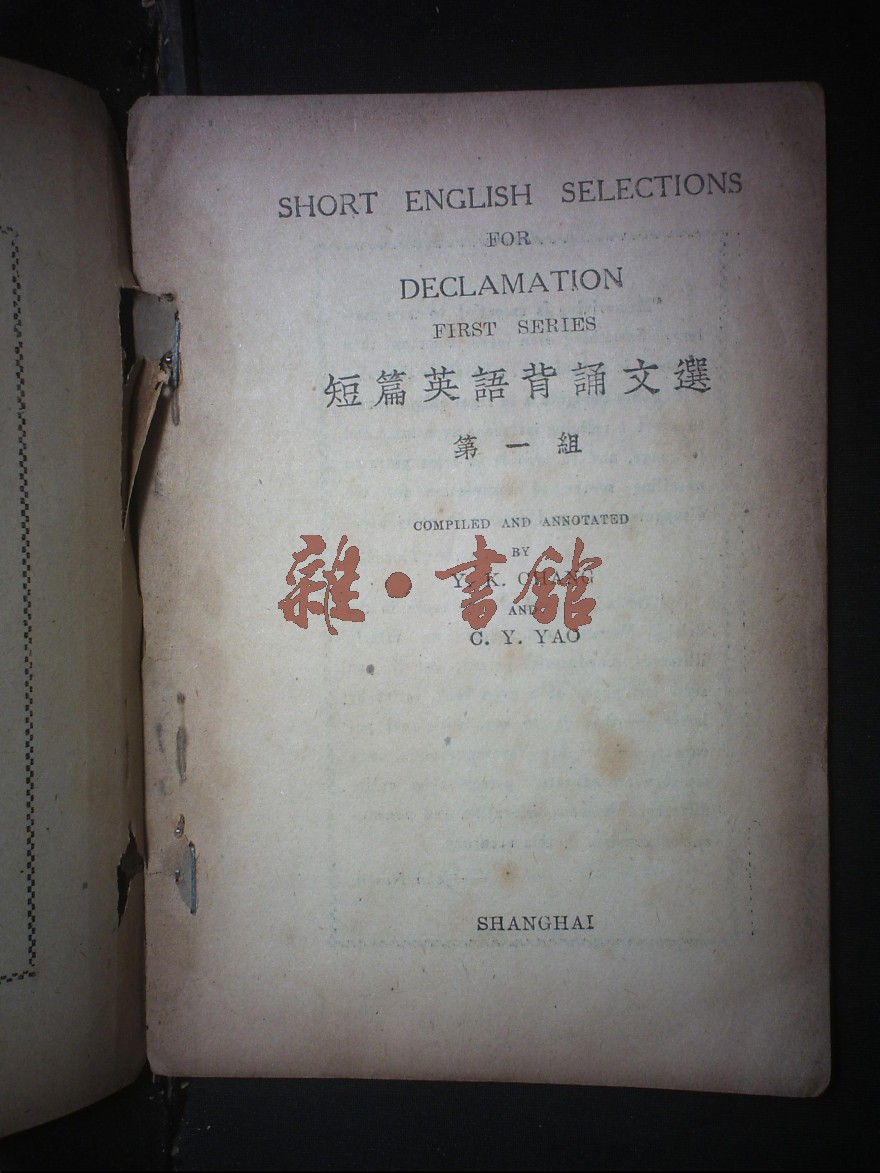 SHORT ENGLISH SELECTIONS
FOR
DECLAMATION
FIRST SERIES
短篇英語背誦文選
第一組
COMPILED AND ANNOTATED
BY
Y. K. CHANG
AND
C. Y. YAO
雜·書館
SHANGHAI